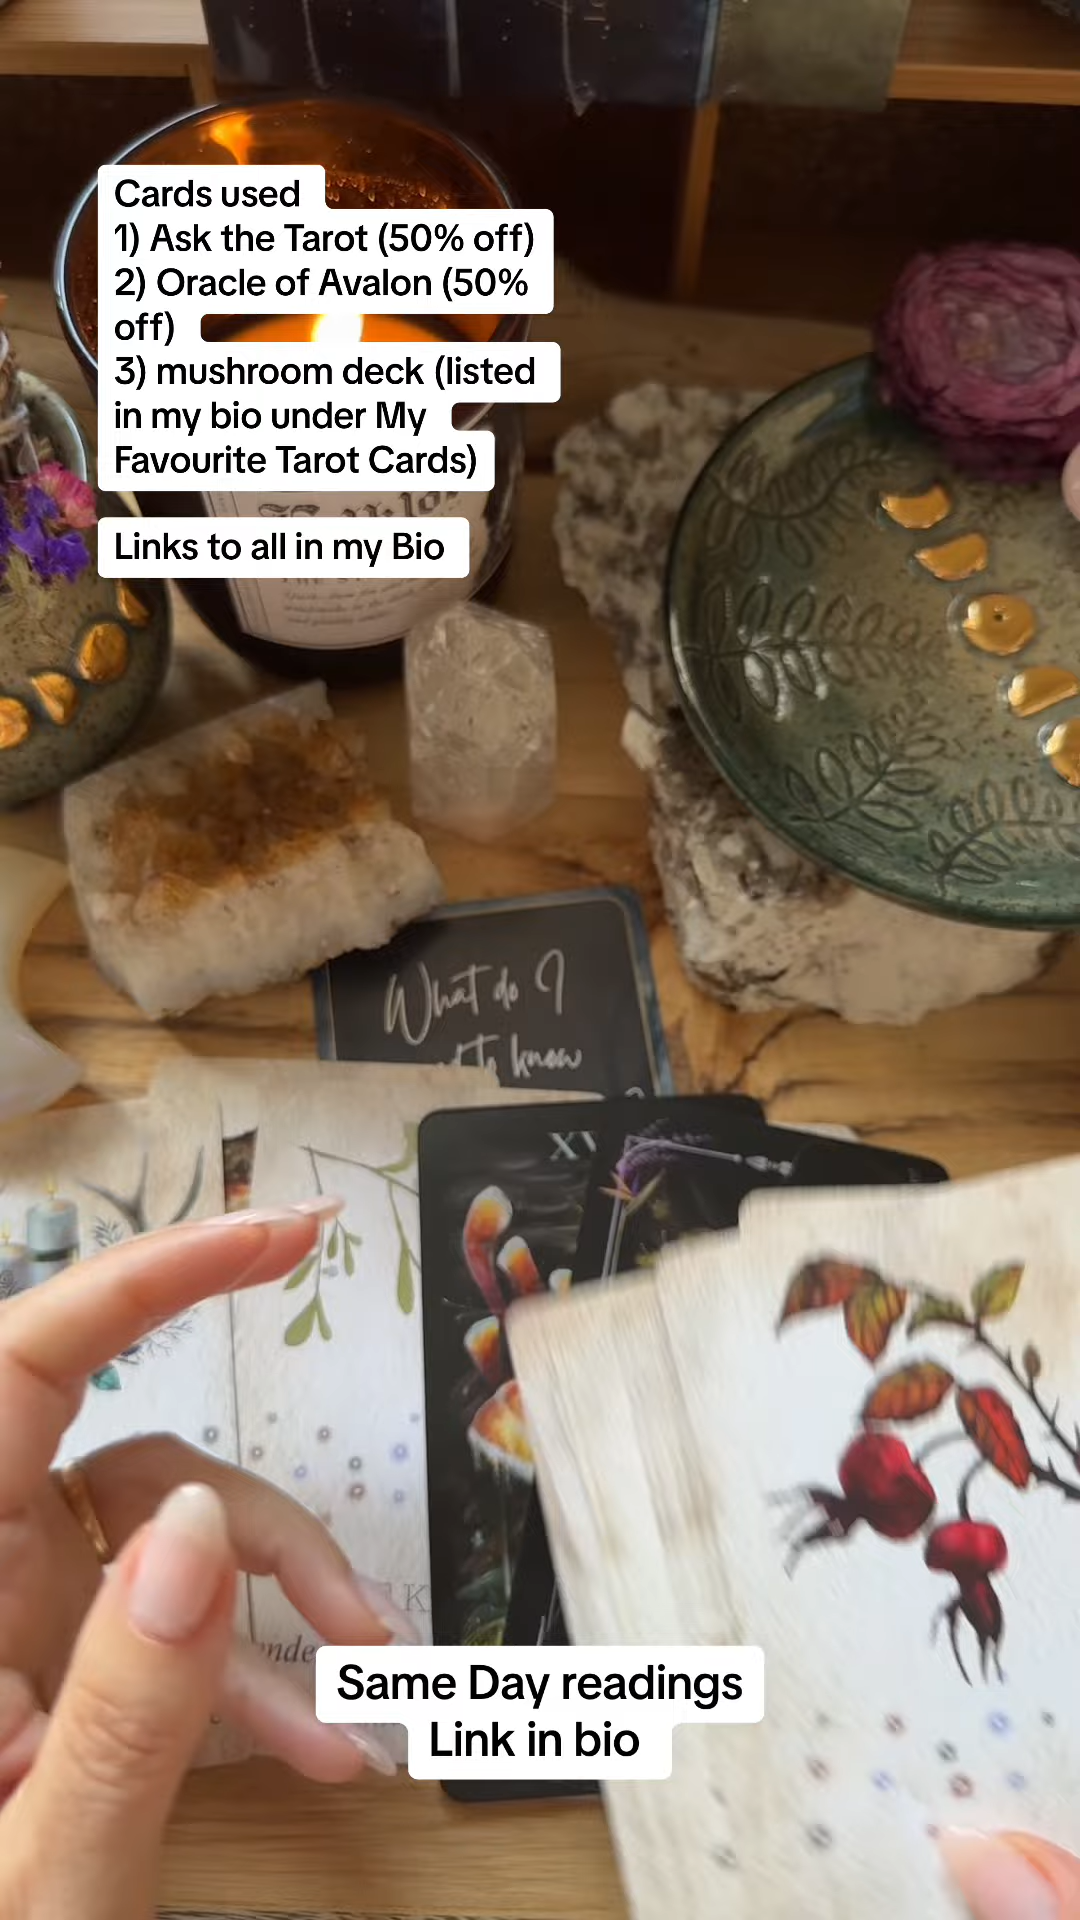 Cards used
1) Ask the Tarot (50% off)
2) Oracle of Avalon (50%
off)
3) mushroom deck (listed
in my bio under My
Favourite Tarot Cards)
Links to all in my Bio
What do I
know
XV
Same Day readings
Link in bio